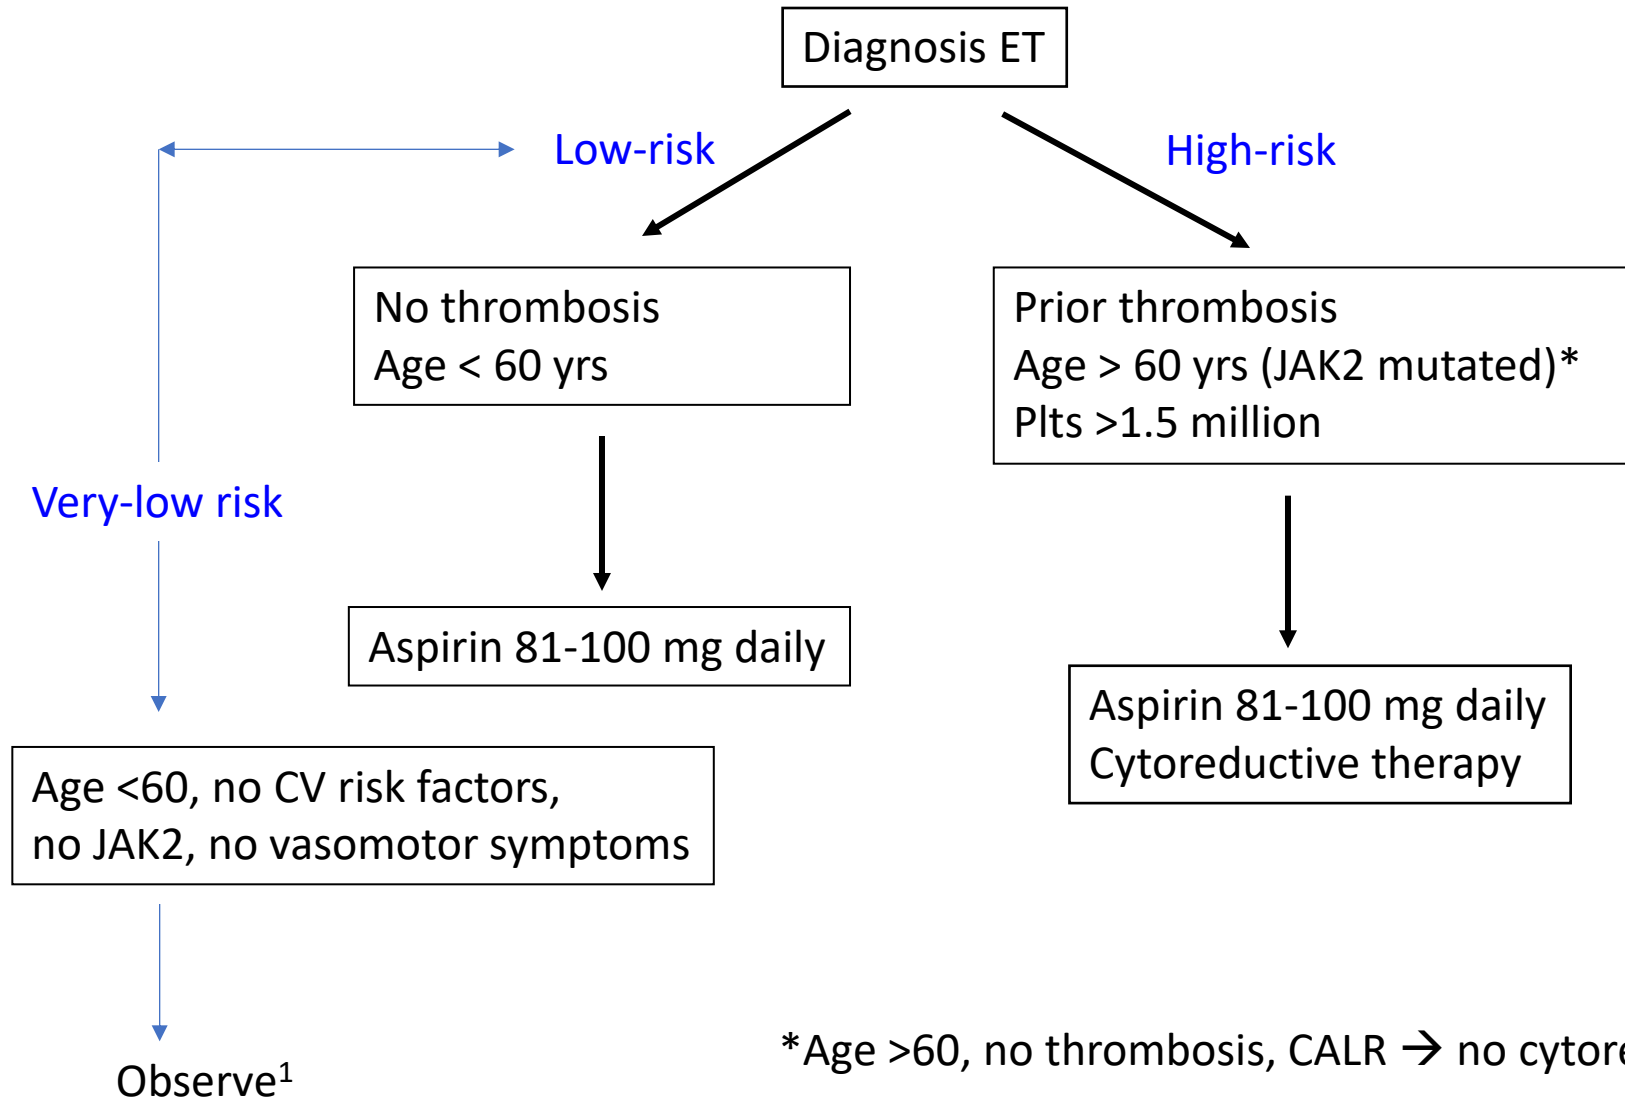 Diagnosis ET
Low-risk
High-risk
No thrombosis
Age < 60 yrs
Prior thrombosis
Age > 60 yrs (JAK2 mutated)*
Plts >1.5 million
Very-low risk
Aspirin 81-100 mg daily
Aspirin 81-100 mg daily
Cytoreductive therapy
Age <60, no CV risk factors,
no JAK2, no vasomotor symptoms
*Age >60, no thrombosis, CALR → no
Observe¹